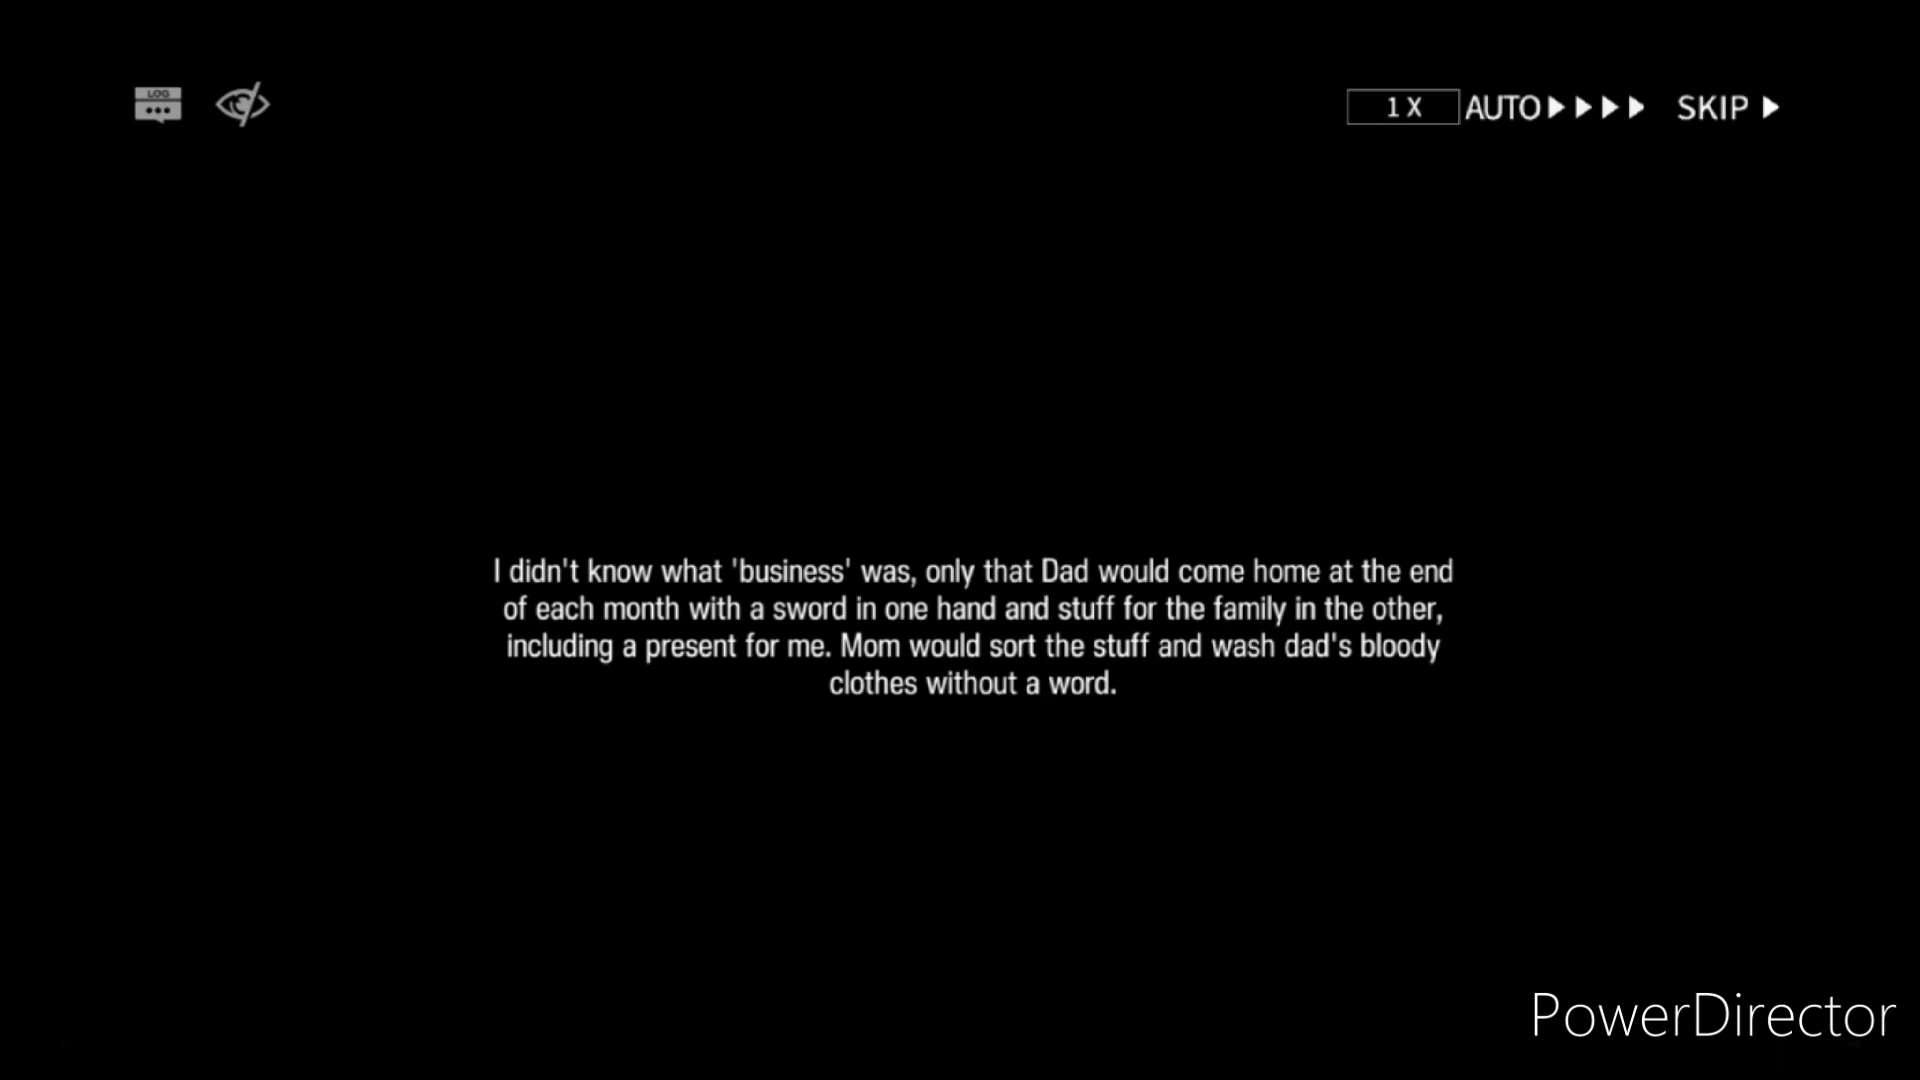 LOG
1 X AUTO SKIP
I didn't know what 'business' was, only that Dad would come home at the end
of each month with a sword in one hand and stuff for the family in the other,
including a present for me. Mom would sort the stuff and wash dad's bloody
clothes without a word.
PowerDirector